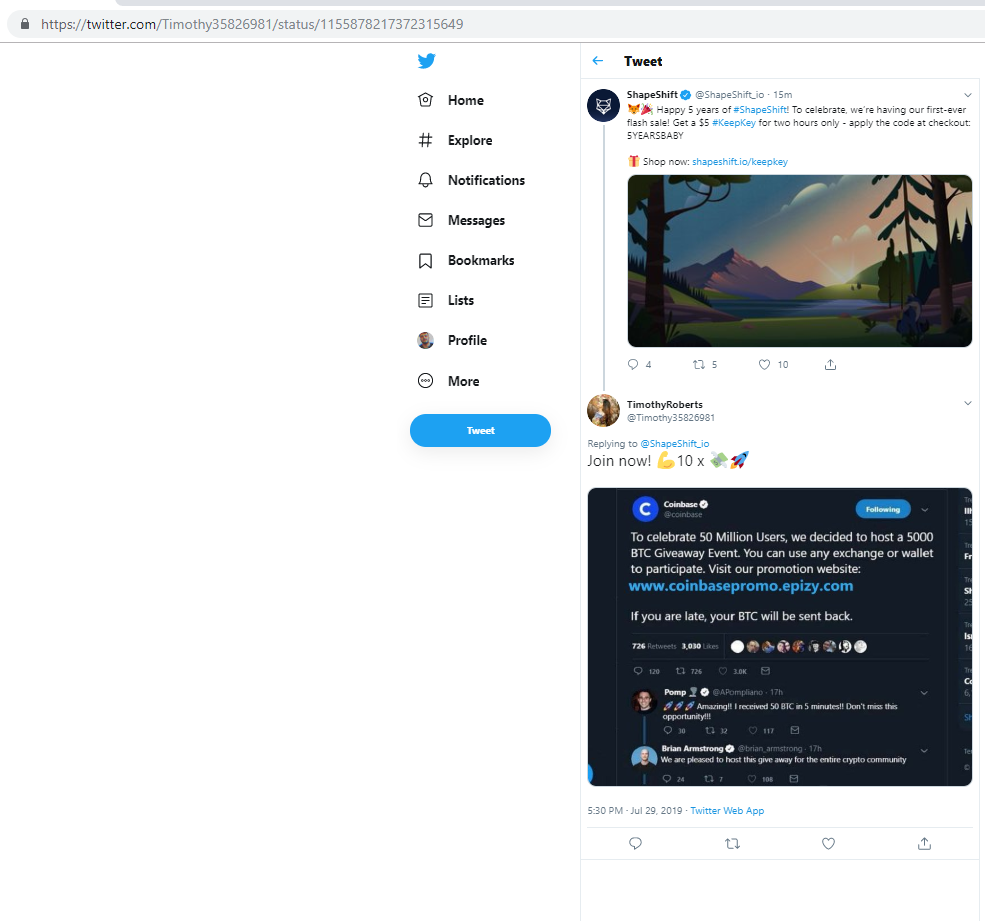 https://twitter.com/Timothy35826981/status/1155878217372315649
Home
Explore
Notifications
Messages
Bookmarks
Lists
Profile
More
Tweet
Tweet
ShapeShift @ShapeShift_io · 15m
🦊🎉 Happy 5 years of #ShapeShift! To celebrate, we're having our first-ever
flash sale! Get a $5 #KeepKey for two hours only - apply the code at checkout:
5YEARSBABY
🎁 Shop now: shapeshift.io/keepkey
4 5 10
TimothyRoberts
@Timothy35826981
Replying to @ShapeShift_io
Join now! 💪10 x 💸🚀
Coinbase
@coinbase
Following
To celebrate 50 Million Users, we decided to host a 5000
BTC Giveaway Event. You can use any exchange or wallet
to participate. Visit our promotion website:
www.coinbasepromo.epizy.com
If you are late, your BTC will be sent back.
726 Retweets 3,030 Likes
120 726 3.0K
Pomp 🌪 @APompliano · 17h
🚀🚀🚀 Amazing!! I received 50 BTC in 5 minutes!! Don't miss this
opportunity!!!
30 32 117
Brian Armstrong @brian_armstrong · 17h
We are pleased to host this give away for the entire crypto community
24 7 108
5:30 PM · Jul 29, 2019 · Twitter Web App